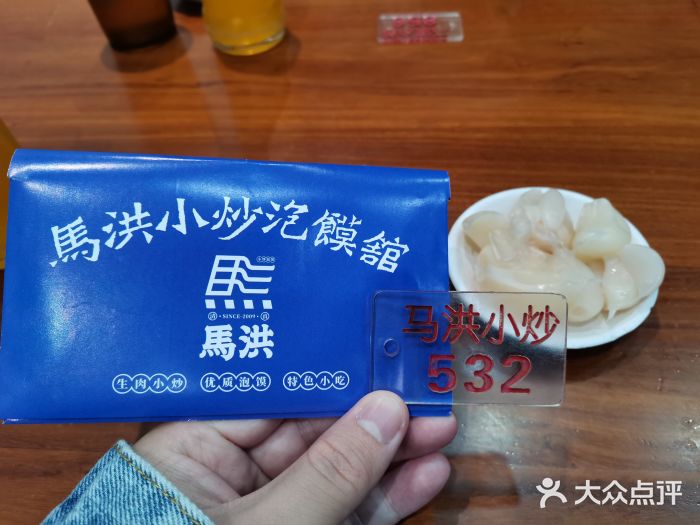 馬洪小炒泡饃舘
·SINCE-2009·
馬洪
牛肉小炒 优质泡馍 特色小吃
马洪小炒
532
大众点评